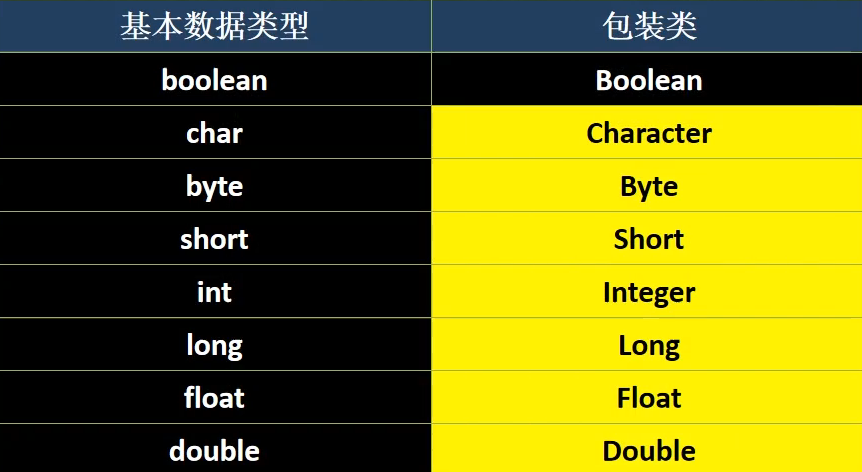 基本数据类型 包装类
boolean Boolean
char Character
byte Byte
short Short
int Integer
long Long
float Float
double Double